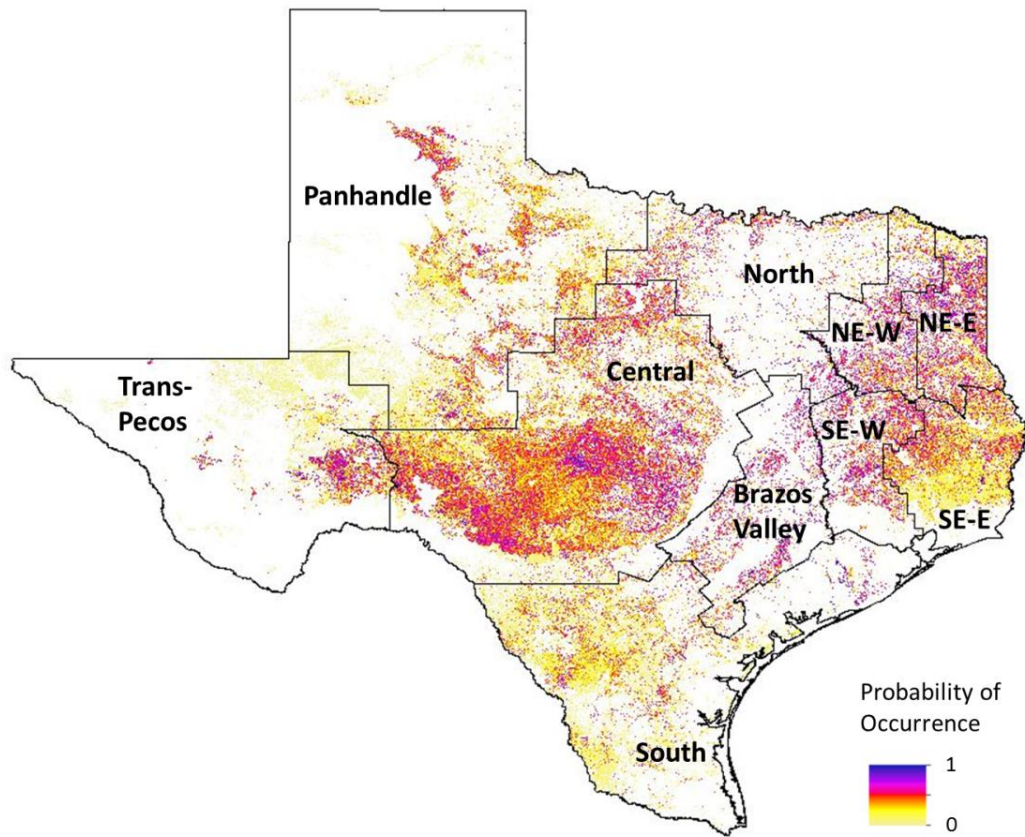 Panhandle
North
NE-W
NE-E
Central
Trans-
Pecos
SE-W
Brazos
Valley
SE-E
Probability of
Occurrence
1
0
South